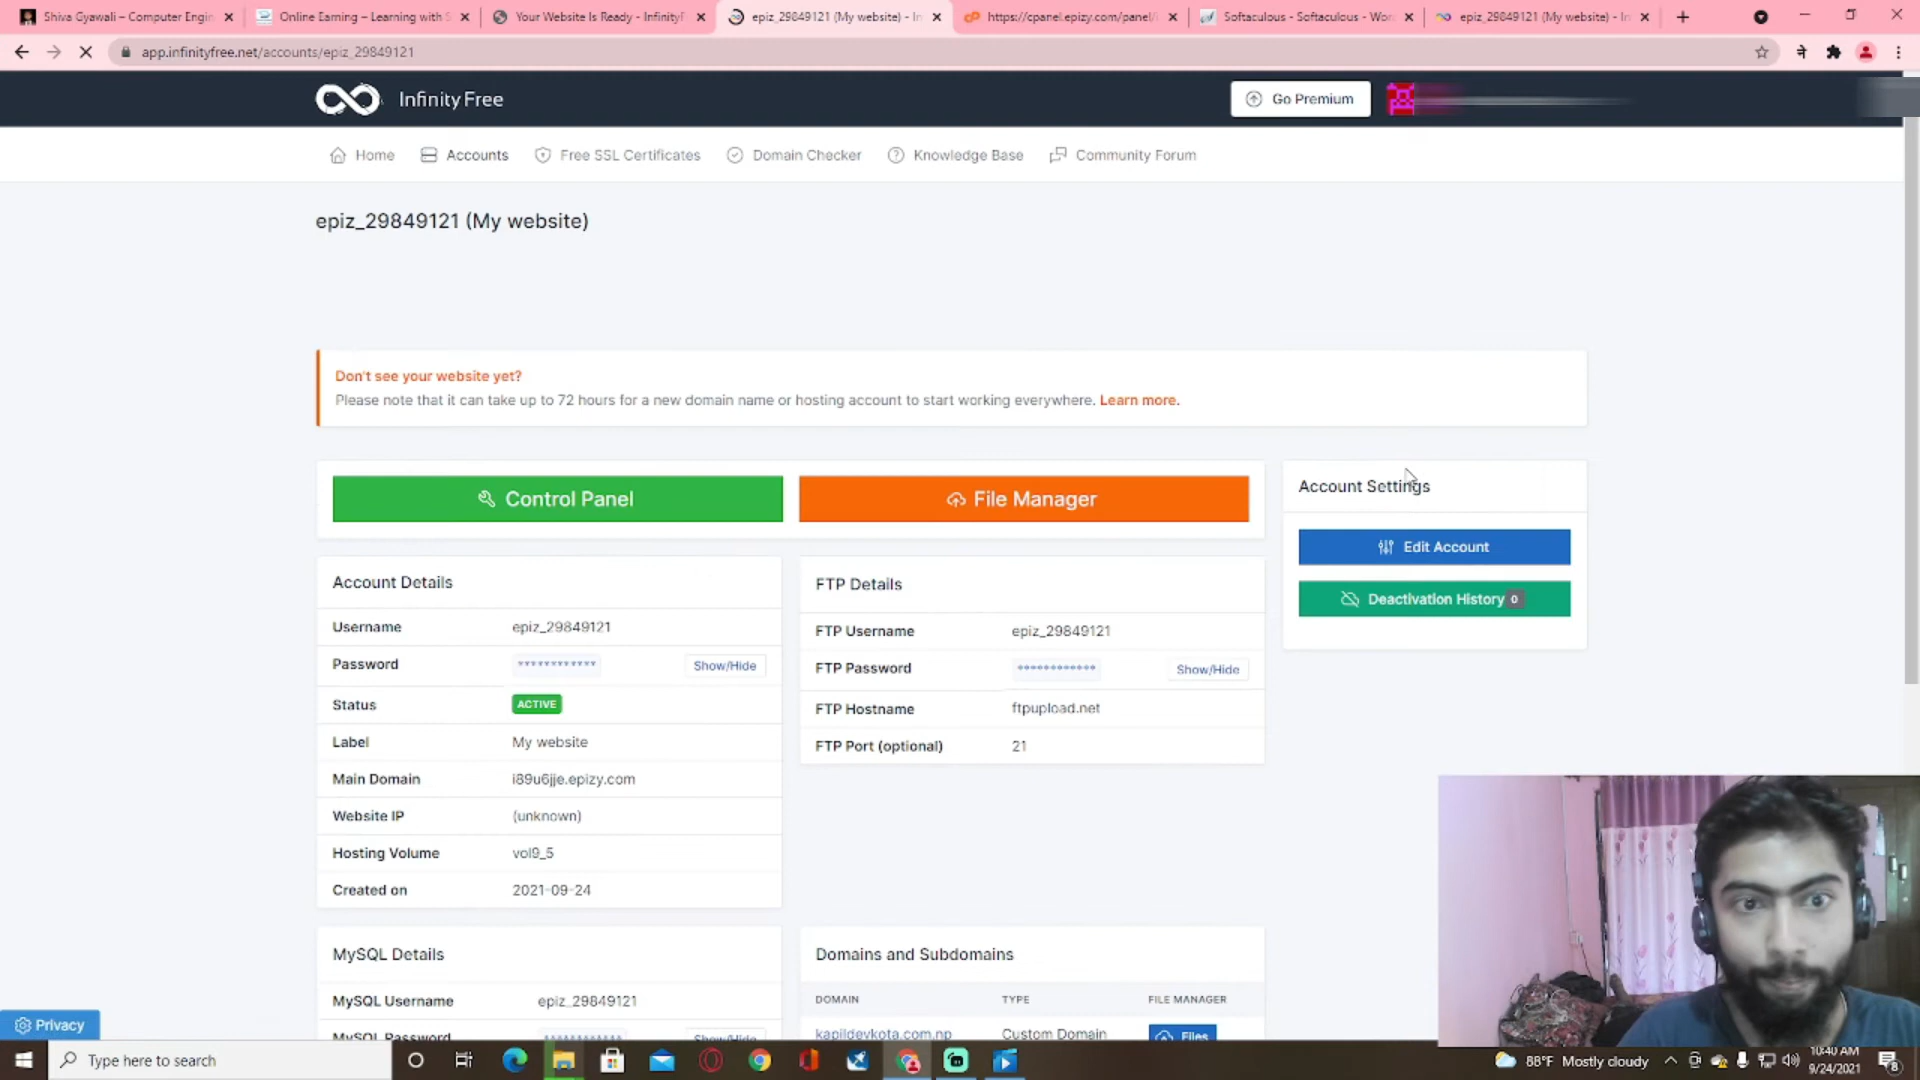 Shiva Gyawali – Computer Engin
Online Earning – Learning with S
Your Website Is Ready - InfinityF
epiz_29849121 (My website) - In
https://cpanel.epizy.com/panel/
Softaculous - Softaculous - Wor
epiz_29849121 (My website) - In
app.infinityfree.net/accounts/epiz_29849121
ने
Infinity Free
Go Premium
Home
Accounts
Free SSL Certificates
Domain Checker
Knowledge Base
Community Forum
epiz_29849121 (My website)
Don't see your website yet?
Please note that it can take up to 72 hours for a new domain name or hosting account to start working everywhere. Learn more.
Control Panel
File Manager
Account Settings
Edit Account
Deactivation History 0
Account Details
Username epiz_29849121
Password ************ Show/Hide
Status ACTIVE
Label My website
Main Domain i89u6jje.epizy.com
Website IP (unknown)
Hosting Volume vol9_5
Created on 2021-09-24
FTP Details
FTP Username epiz_29849121
FTP Password ************ Show/Hide
FTP Hostname ftpupload.net
FTP Port (optional) 21
MySQL Details
MySQL Username epiz_29849121
MySQL Password ************ Show/Hide
Domains and Subdomains
DOMAIN TYPE FILE MANAGER
kapildevkota.com.np Custom Domain Files
Privacy
Type here to search
88°F Mostly cloudy
10:40 AM
9/24/2021
8